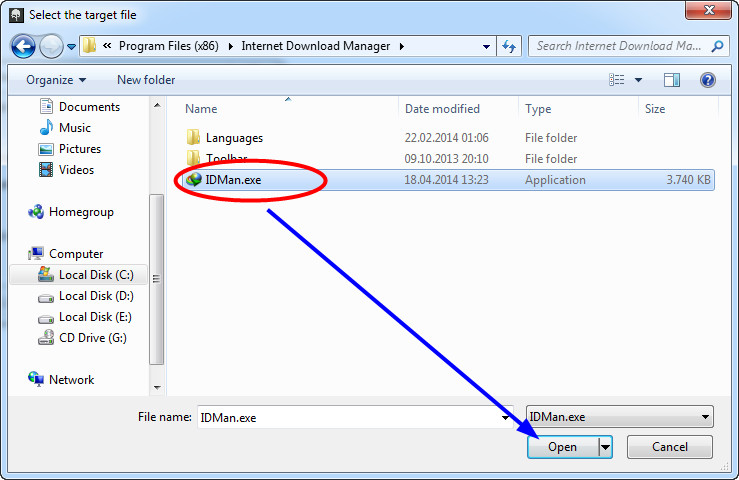 Select the target file
« Program Files (x86) Internet Download Manager
Search Internet Download Ma...
Organize New folder
Name Date modified Type Size
Documents
Music
Pictures
Videos
Homegroup
Computer
Local Disk (C:)
Local Disk (D:)
Local Disk (E:)
CD Drive (G:)
Network
Languages 22.02.2014 01:06 File folder
Toolbar 09.10.2013 20:10 File folder
IDMan.exe 18.04.2014 13:23 Application 3.740 KB
File name: IDMan.exe IDMan.exe
Open Cancel